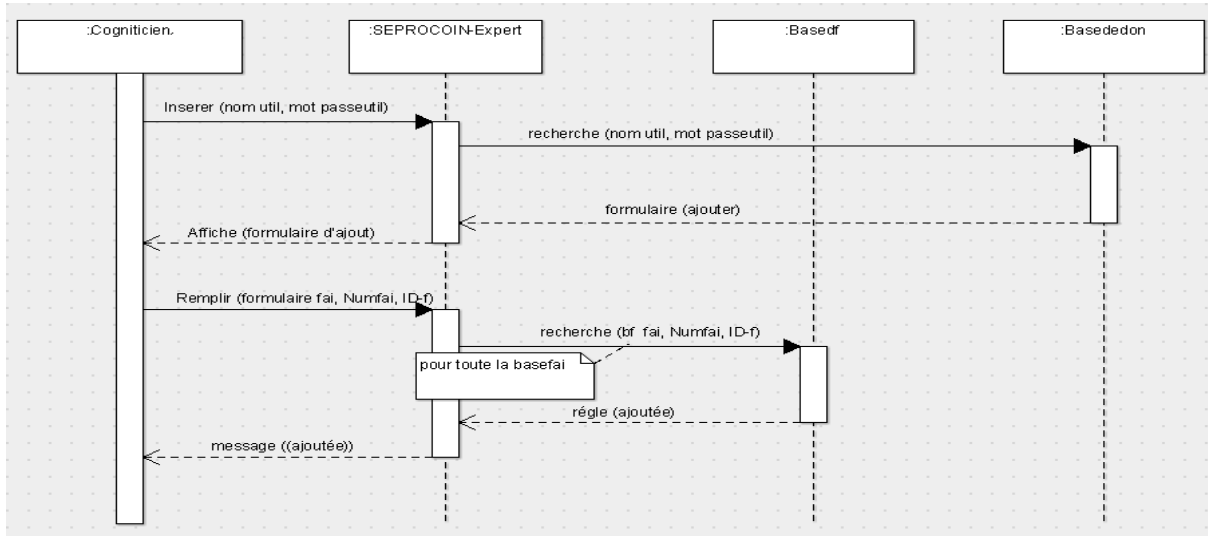 :Cogniticien.
:SEPROCOIN-Expert
:Basedf
:Basededon
Inserer (nom util, mot passeutil)
recherche (nom util, mot passeutil)
formulaire (ajouter)
Affiche (formulaire d'ajout)
Remplir (formulaire fai, Numfai, ID-f)
recherche (bf fai, Numfai, ID-f)
pour toute la basefai
régle (ajoutée)
message ((ajoutée))